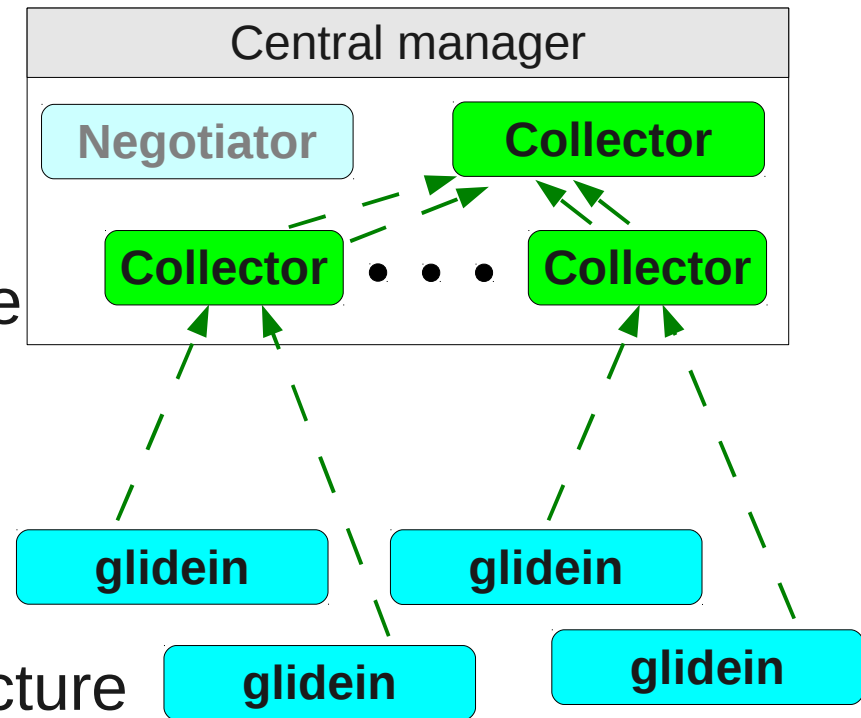 Central manager
Negotiator
Collector
Collector
Collector
e
glidein
glidein
glidein
glidein
cture